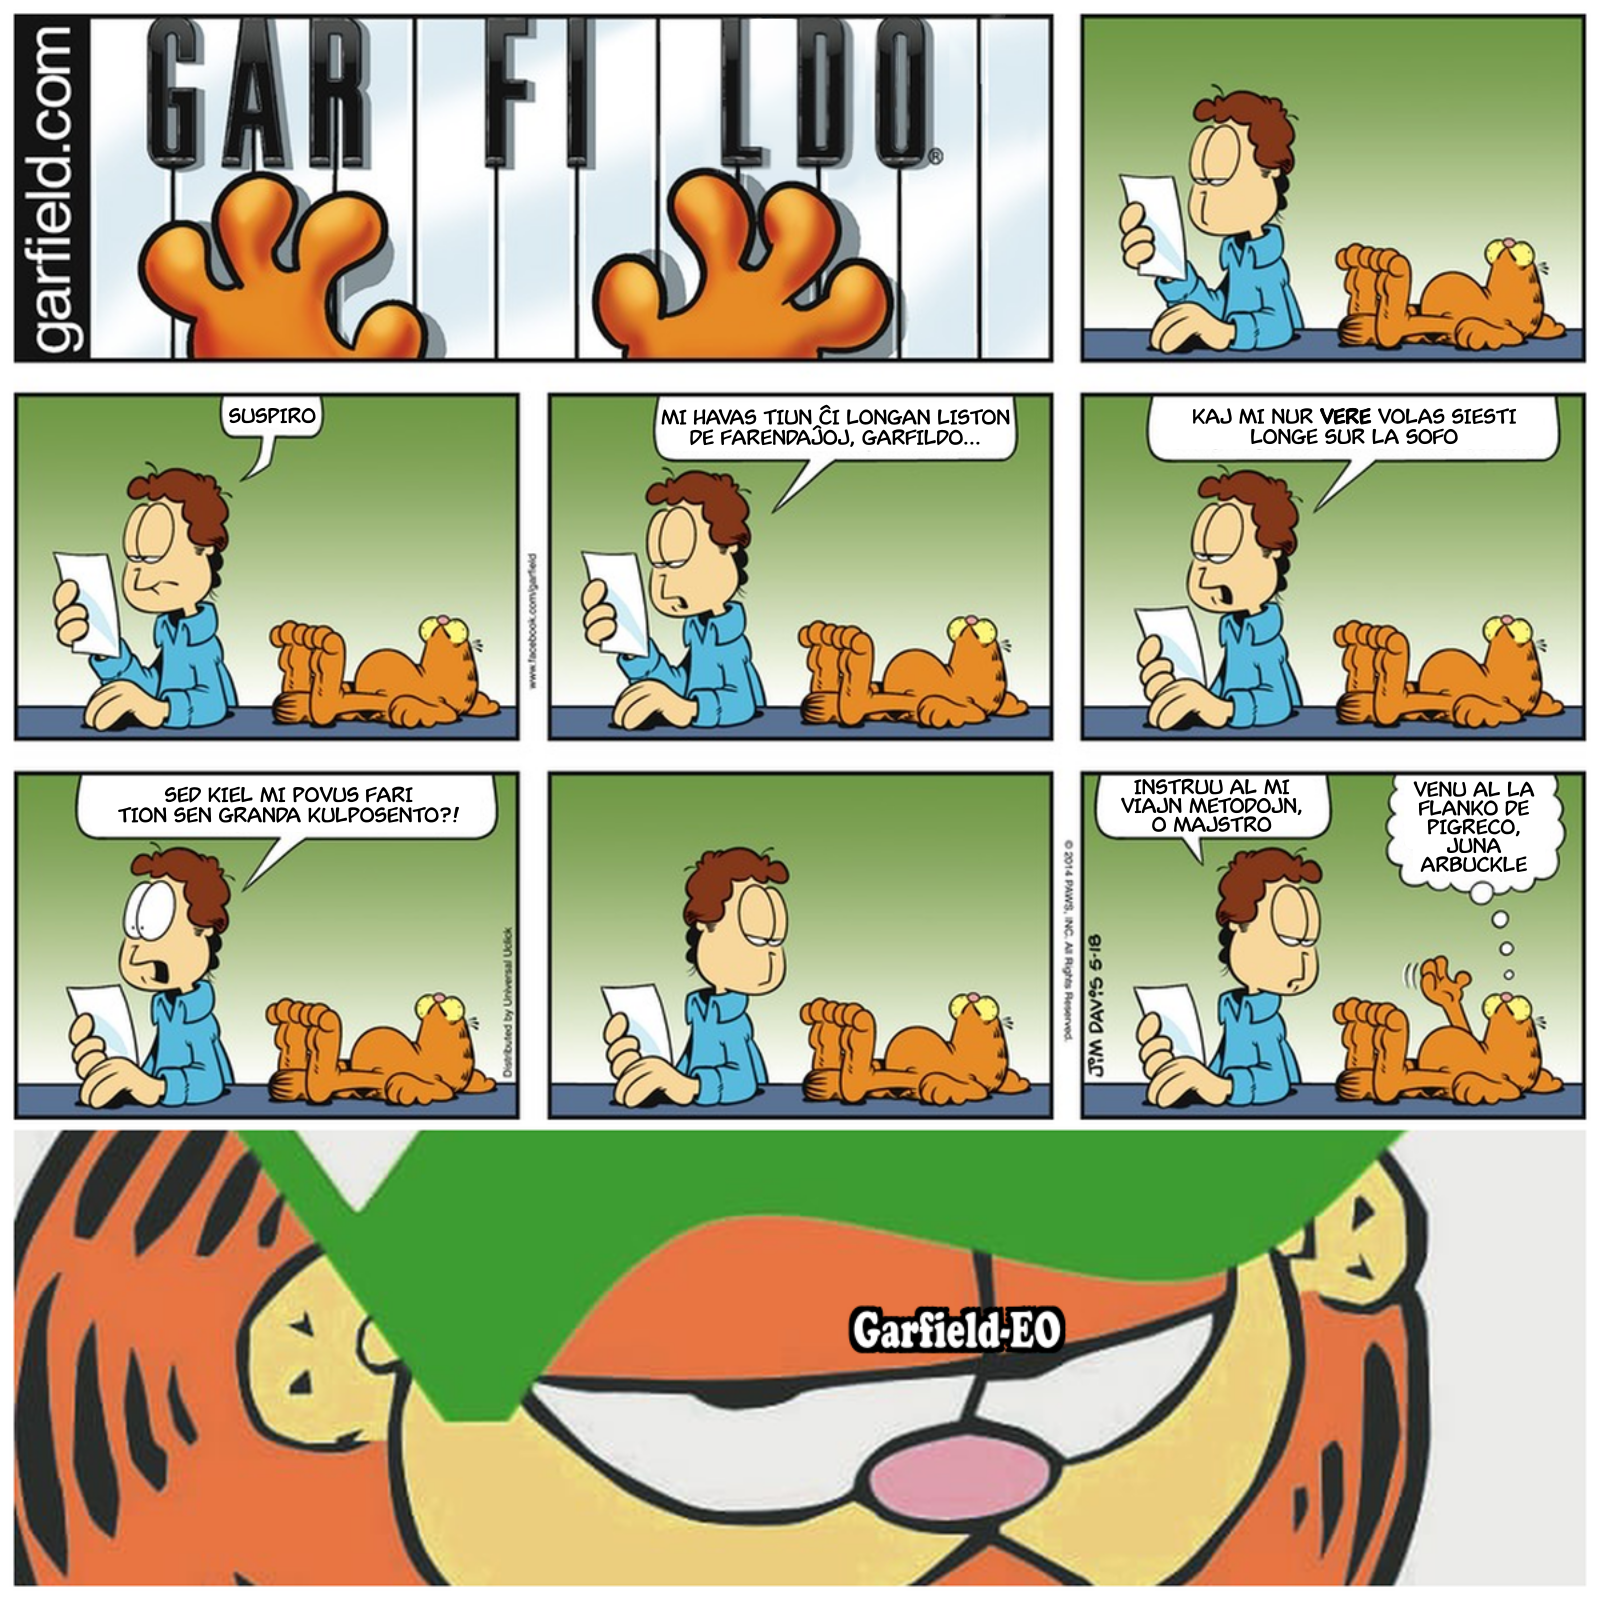 garfield.com
GARFILDO®
SUSPIRO
MI HAVAS TIUN ĈI LONGAN LISTON
DE FARENDAĴOJ, GARFILDO...
www.facebook.com/garfield
KAJ MI NUR VERE VOLAS SIESTI
LONGE SUR LA SOFO
SED KIEL MI POVUS FARI
TION SEN GRANDA KULPOSENTO?!
Distributed by Universal Uclick
© 2014 PAWS, INC. All Rights Reserved.
JIM DAVIS 5-18
INSTRUU AL MI
VIAJN METODOJN,
O MAJSTRO
VENU AL LA
FLANKO DE
PIGRECO,
JUNA
ARBUCKLE
Garfield-EO